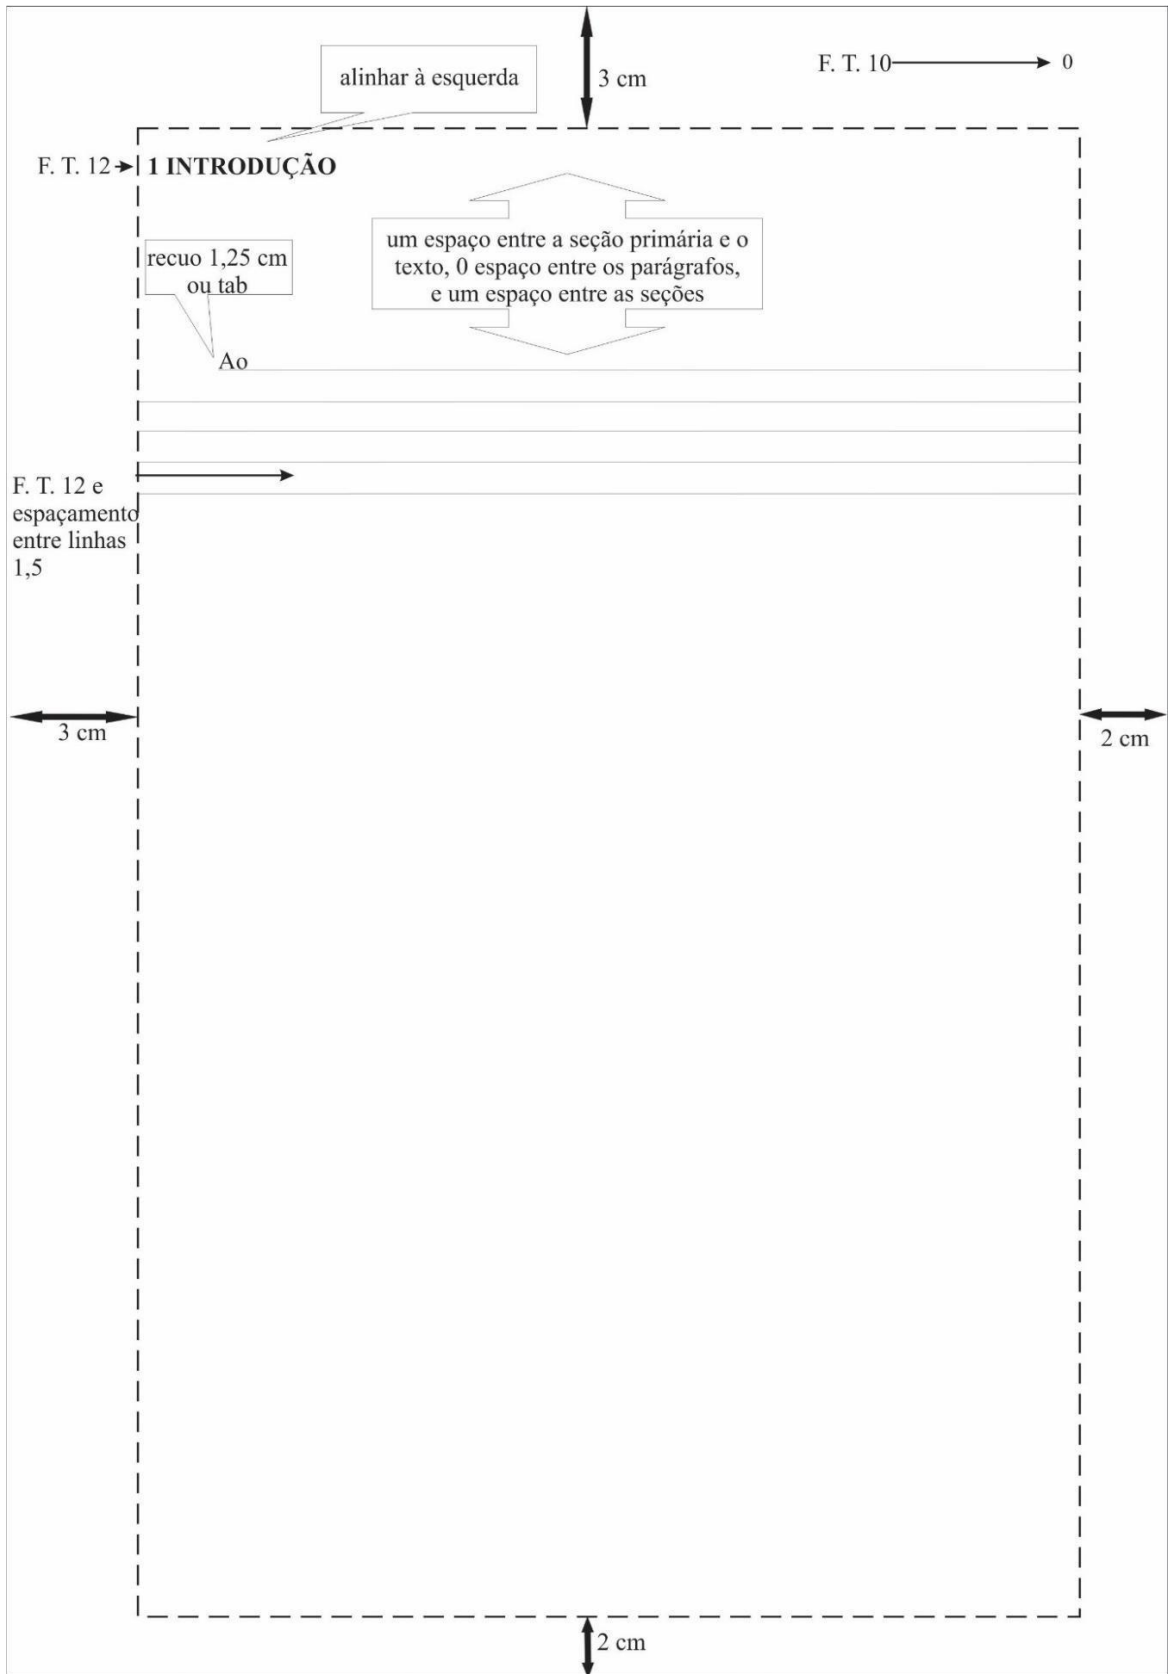 F. T. 10
0
3 cm
alinhar à esquerda
F. T. 12
1 INTRODUÇÃO
um espaço entre a seção primária e o
texto, 0 espaço entre os parágrafos,
e um espaço entre as seções
recuo 1,25 cm
ou tab
Ao
F. T. 12 e
espaçamento
entre linhas
1,5
3 cm
2 cm
2 cm